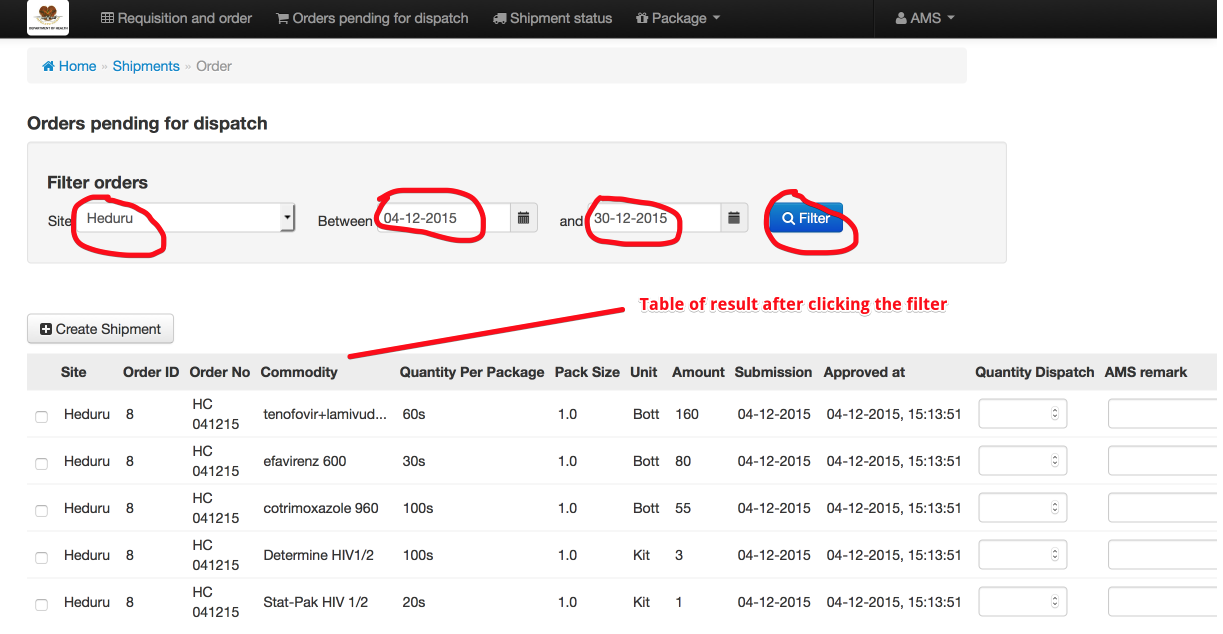 DEPARTMENT OF HEALTH
Requisition and order Orders pending for dispatch Shipment status Package AMS
Home » Shipments » Order
Orders pending for dispatch
Filter orders
Site Heduru Between 04-12-2015 and 30-12-2015 Filter
Table of result after clicking the filter
Create Shipment
Site Order ID Order No Commodity Quantity Per Package Pack Size Unit Amount Submission Approved at Quantity Dispatch AMS remark
Heduru 8 HC 041215 tenofovir+lamivud... 60s 1.0 Bott 160 04-12-2015 04-12-2015, 15:13:51
Heduru 8 HC 041215 efavirenz 600 30s 1.0 Bott 80 04-12-2015 04-12-2015, 15:13:51
Heduru 8 HC 041215 cotrimoxazole 960 100s 1.0 Bott 55 04-12-2015 04-12-2015, 15:13:51
Heduru 8 HC 041215 Determine HIV1/2 100s 1.0 Kit 3 04-12-2015 04-12-2015, 15:13:51
Heduru 8 HC 041215 Stat-Pak HIV 1/2 20s 1.0 Kit 1 04-12-2015 04-12-2015, 15:13:51